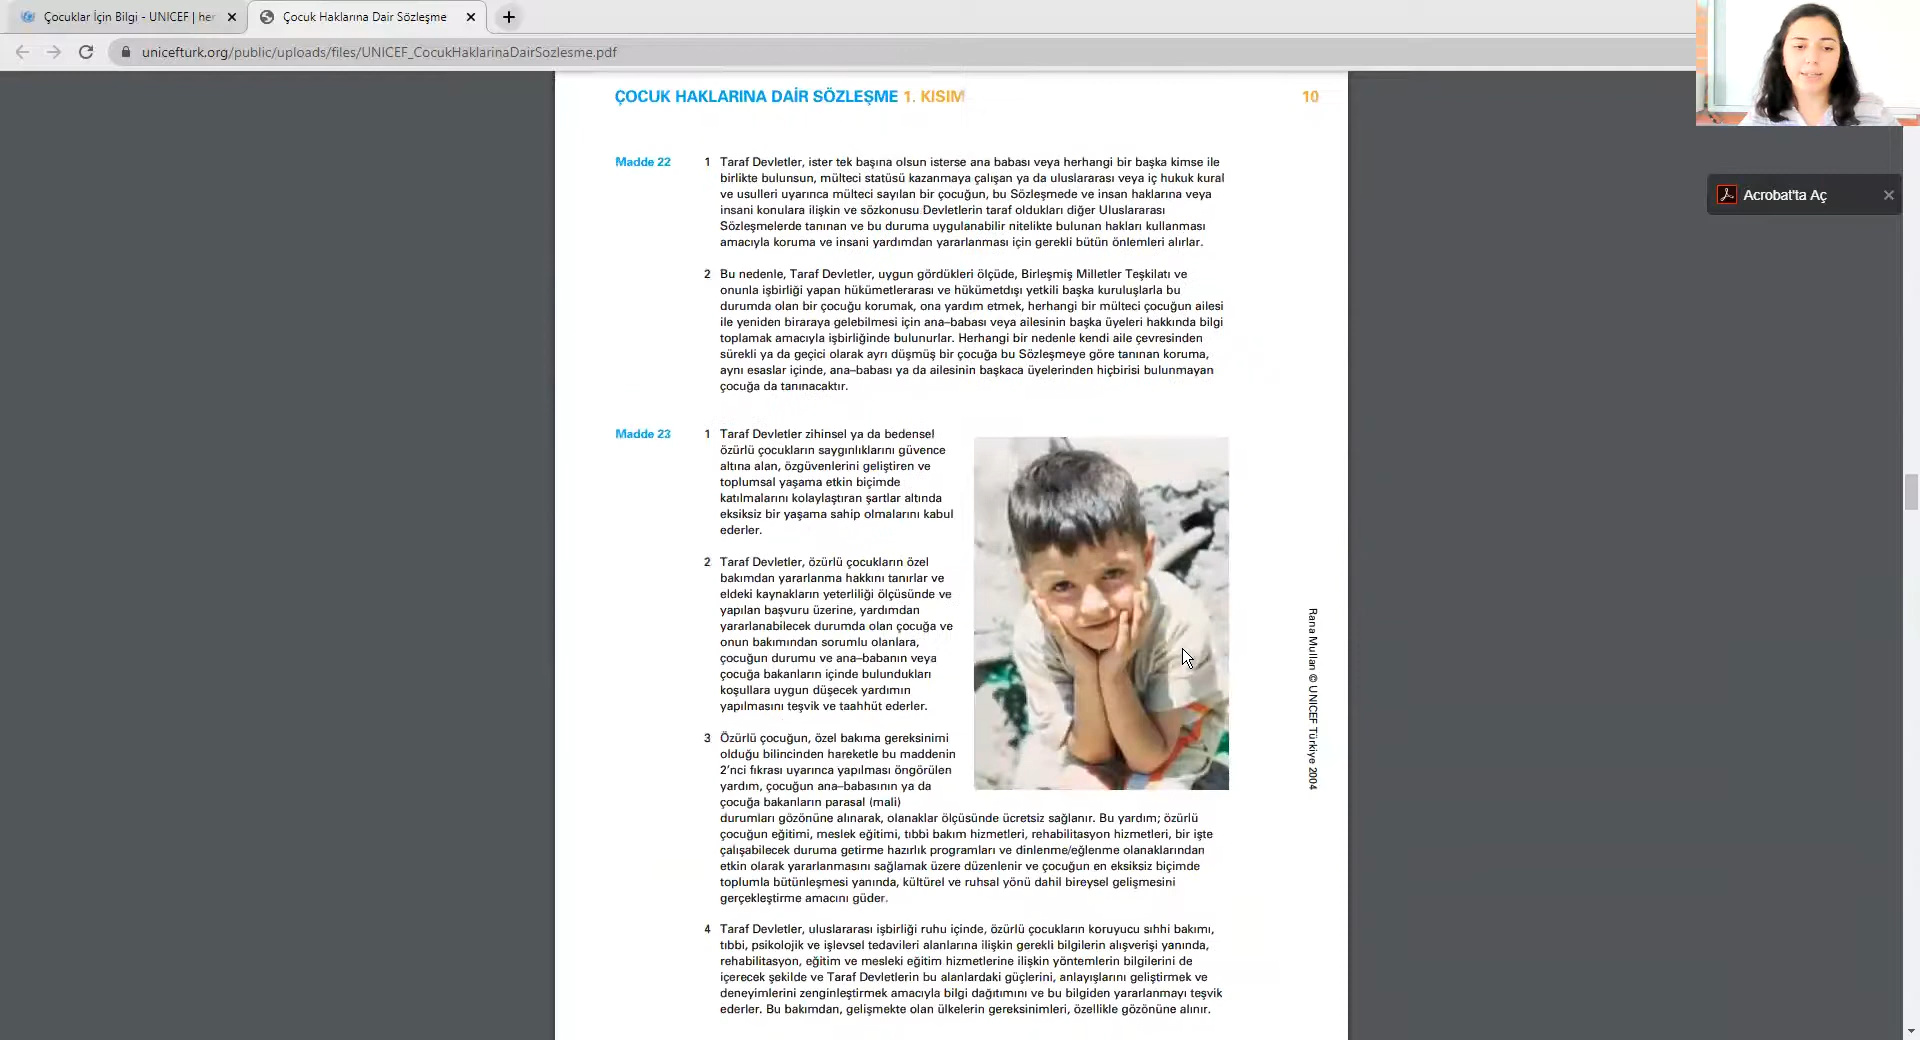 Çocuklar İçin Bilgi - UNICEF | her
Çocuk Haklarına Dair Sözleşme
unicefturk.org/public/uploads/files/UNICEF_CocukHaklarinaDairSozlesme.pdf
Acrobat'ta Aç
ÇOCUK HAKLARINA DAİR SÖZLEŞME 1. KISIM
10
Madde 22
1 Taraf Devletler, ister tek başına olsun isterse ana babası veya herhangi bir başka kimse ile
birlikte bulunsun, mülteci statüsü kazanmaya çalışan ya da uluslararası veya iç hukuk kural
ve usulleri uyarınca mülteci sayılan bir çocuğun, bu Sözleşmede ve insan haklarına veya
insani konulara ilişkin ve sözkonusu Devletlerin taraf oldukları diğer Uluslararası
Sözleşmelerde tanınan ve bu duruma uygulanabilir nitelikte bulunan hakları kullanması
amacıyla koruma ve insani yardımdan yararlanması için gerekli bütün önlemleri alırlar.
2 Bu nedenle, Taraf Devletler, uygun gördükleri ölçüde, Birleşmiş Milletler Teşkilatı ve
onunla işbirliği yapan hükümetlerarası ve hükümetdışı yetkili başka kuruluşlarla bu
durumda olan bir çocuğu korumak, ona yardım etmek, herhangi bir mülteci çocuğun ailesi
ile yeniden biraraya gelebilmesi için ana–babası veya ailesinin başka üyeleri hakkında bilgi
toplamak amacıyla işbirliğinde bulunurlar. Herhangi bir nedenle kendi aile çevresinden
sürekli ya da geçici olarak ayrı düşmüş bir çocuğa bu Sözleşmeye göre tanınan koruma,
aynı esaslar içinde, ana–babası ya da ailesinin başkaca üyelerinden hiçbirisi bulunmayan
çocuğa da tanınacaktır.
Madde 23
1 Taraf Devletler zihinsel ya da bedensel
özürlü çocukların saygınlıklarını güvence
altına alan, özgüvenlerini geliştiren ve
toplumsal yaşama etkin biçimde
katılmalarını kolaylaştıran şartlar altında
eksiksiz bir yaşama sahip olmalarını kabul
ederler.
2 Taraf Devletler, özürlü çocukların özel
bakımdan yararlanma hakkını tanırlar ve
eldeki kaynakların yeterliliği ölçüsünde ve
yapılan başvuru üzerine, yardımdan
yararlanabilecek durumda olan çocuğa ve
onun bakımından sorumlu olanlara,
çocuğun durumu ve ana–babanın veya
çocuğa bakanların içinde bulundukları
koşullara uygun düşecek yardımın
yapılmasını teşvik ve taahhüt ederler.
3 Özürlü çocuğun, özel bakıma gereksinimi
olduğu bilincinden hareketle bu maddenin
2'nci fıkrası uyarınca yapılması öngörülen
yardım, çocuğun ana–babasının ya da
çocuğa bakanların parasal (mali)
durumları gözönüne alınarak, olanaklar ölçüsünde ücretsiz sağlanır. Bu yardım; özürlü
çocuğun eğitimi, meslek eğitimi, tıbbi bakım hizmetleri, rehabilitasyon hizmetleri, bir işte
çalışabilecek duruma getirme hazırlık programları ve dinlenme/eğlenme olanaklarından
etkin olarak yararlanmasını sağlamak üzere düzenlenir ve çocuğun en eksiksiz biçimde
toplumla bütünleşmesi yanında, kültürel ve ruhsal yönü dahil bireysel gelişmesini
gerçekleştirme amacını güder.
4 Taraf Devletler, uluslararası işbirliği ruhu içinde, özürlü çocukların koruyucu sıhhi bakımı,
tıbbi, psikolojik ve işlevsel tedavileri alanlarına ilişkin gerekli bilgilerin alışverişi yanında,
rehabilitasyon, eğitim ve mesleki eğitim hizmetlerine ilişkin yöntemlerin bilgilerini de
içerecek şekilde ve Taraf Devletlerin bu alanlardaki güçlerini, anlayışlarını geliştirmek ve
deneyimlerini zenginleştirmek amacıyla bilgi dağıtımını ve bu bilgiden yararlanmayı teşvik
ederler. Bu bakımdan, gelişmekte olan ülkelerin gereksinimleri, özellikle gözönüne alınır.
Rana Mullan © UNICEF Türkiye 2004